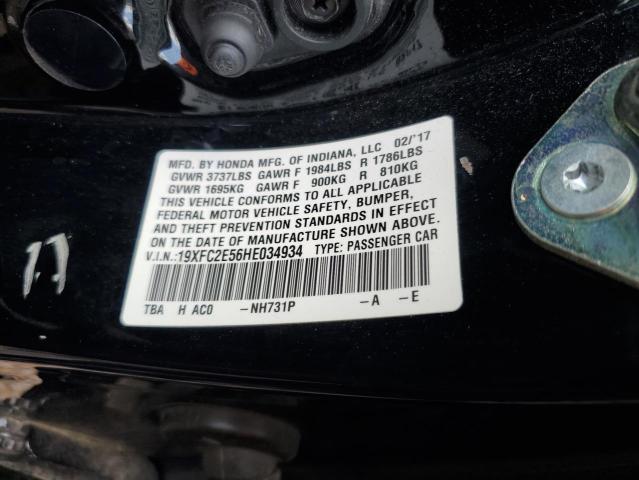 MFD. BY HONDA MFG. OF INDIANA, LLC 02/'17
GVWR 3737LBS GAWR F 1984LBS R 1786LBS
GVWR 1695KG GAWR F 900KG R 810KG
THIS VEHICLE CONFORMS TO ALL APPLICABLE
FEDERAL MOTOR VEHICLE SAFETY, BUMPER,
AND THEFT PREVENTION STANDARDS IN EFFECT
ON THE DATE OF MANUFACTURE SHOWN ABOVE.
V.I.N.:19XFC2E56HE034934 TYPE: PASSENGER CAR
TBA H AC0 -NH731P -A -E